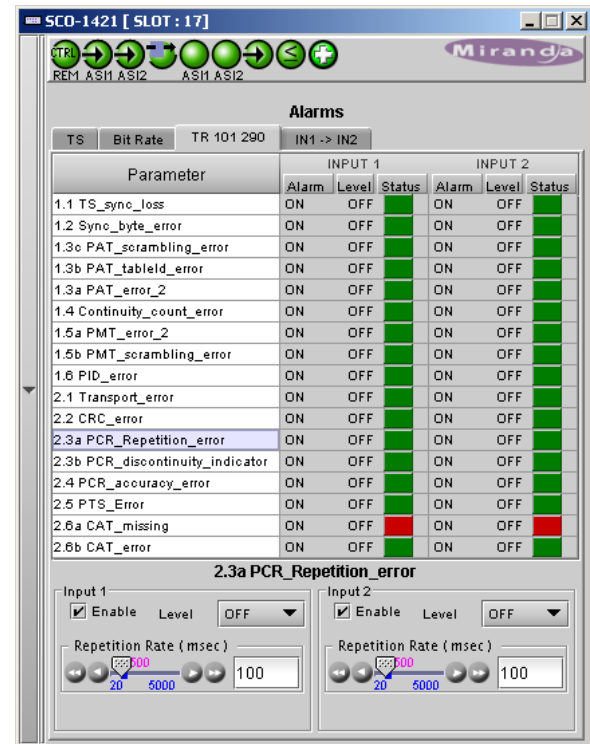 SCO-1421 [ SLOT : 17]
CTRL
REM ASI1 ASI2 ASI1 ASI2
Miranda
Alarms
TS Bit Rate TR 101 290 IN1 -> IN2
Parameter INPUT 1 INPUT 2
Alarm Level Status Alarm Level Status
1.1 TS_sync_loss ON OFF ON OFF
1.2 Sync_byte_error ON OFF ON OFF
1.3c PAT_scrambling_error ON OFF ON OFF
1.3b PAT_tableId_error ON OFF ON OFF
1.3a PAT_error_2 ON OFF ON OFF
1.4 Continuity_count_error ON OFF ON OFF
1.5a PMT_error_2 ON OFF ON OFF
1.5b PMT_scrambling_error ON OFF ON OFF
1.6 PID_error ON OFF ON OFF
2.1 Transport_error ON OFF ON OFF
2.2 CRC_error ON OFF ON OFF
2.3a PCR_Repetition_error ON OFF ON OFF
2.3b PCR_discontinuity_indicator ON OFF ON OFF
2.4 PCR_accuracy_error ON OFF ON OFF
2.5 PTS_Error ON OFF ON OFF
2.6a CAT_missing ON OFF ON OFF
2.6b CAT_error ON OFF ON OFF
2.3a PCR_Repetition_error
Input 1 Input 2
Enable Level OFF Enable Level OFF
Repetition Rate ( msec ) Repetition Rate ( msec )
500 100 500 100
20 5000 20 5000